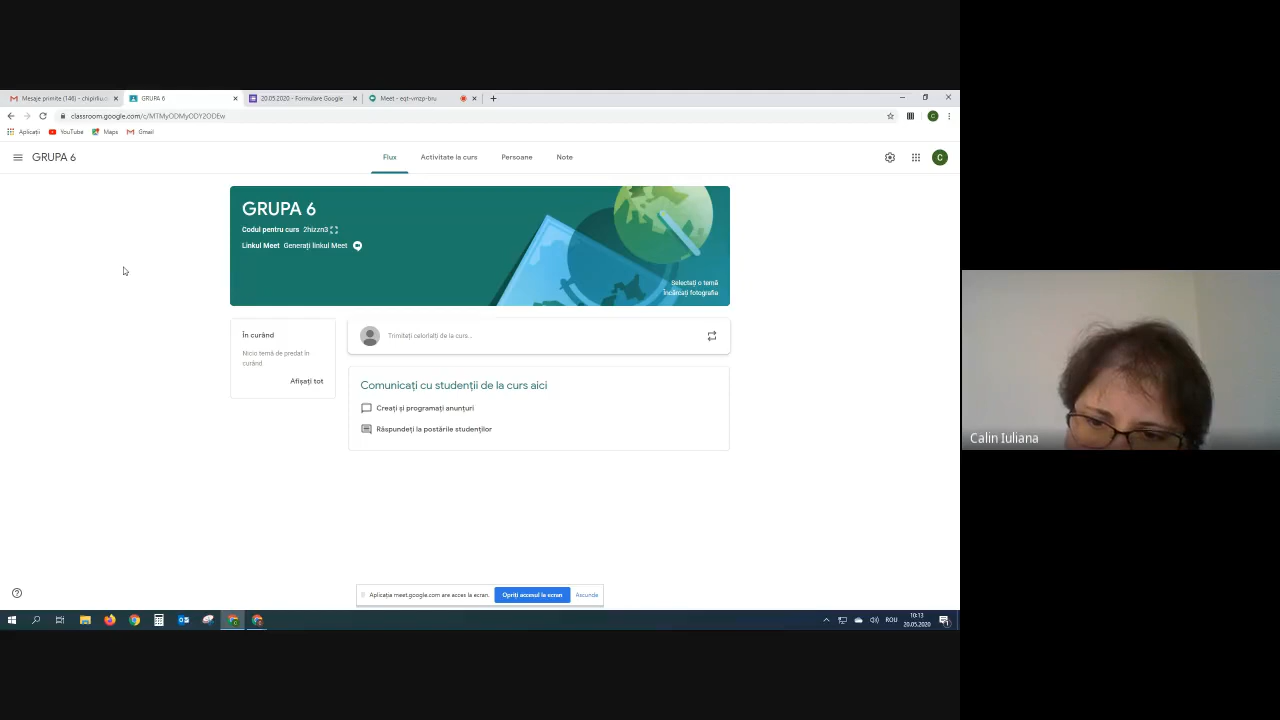 Mesaje primite (146) - chipirliu
GRUPA 6
20.05.2020 - Formulare Google
Meet - eqt-vmzp-bru
classroom.google.com/c/MTMyODMyODY2ODEw
Aplicații
YouTube
Maps
Gmail
GRUPA 6
Flux
Activitate la curs
Persoane
Note
C
C
GRUPA 6
Codul pentru curs 2hizzn3
Linkul Meet Generați linkul Meet
Selectați o temă
Încărcați fotografie
În curând
Nicio temă de predat în
curând
Afișați tot
Trimitați celorlalți de la curs…
Comunicați cu studenții de la curs aici
Creați și programați anunțuri
Răspundeți la postările studenților
Calin Iuliana
Aplicația meet.google.com are acces la ecran.
Opriți accesul la ecran
Ascunde
ROU
10:13
20.05.2020